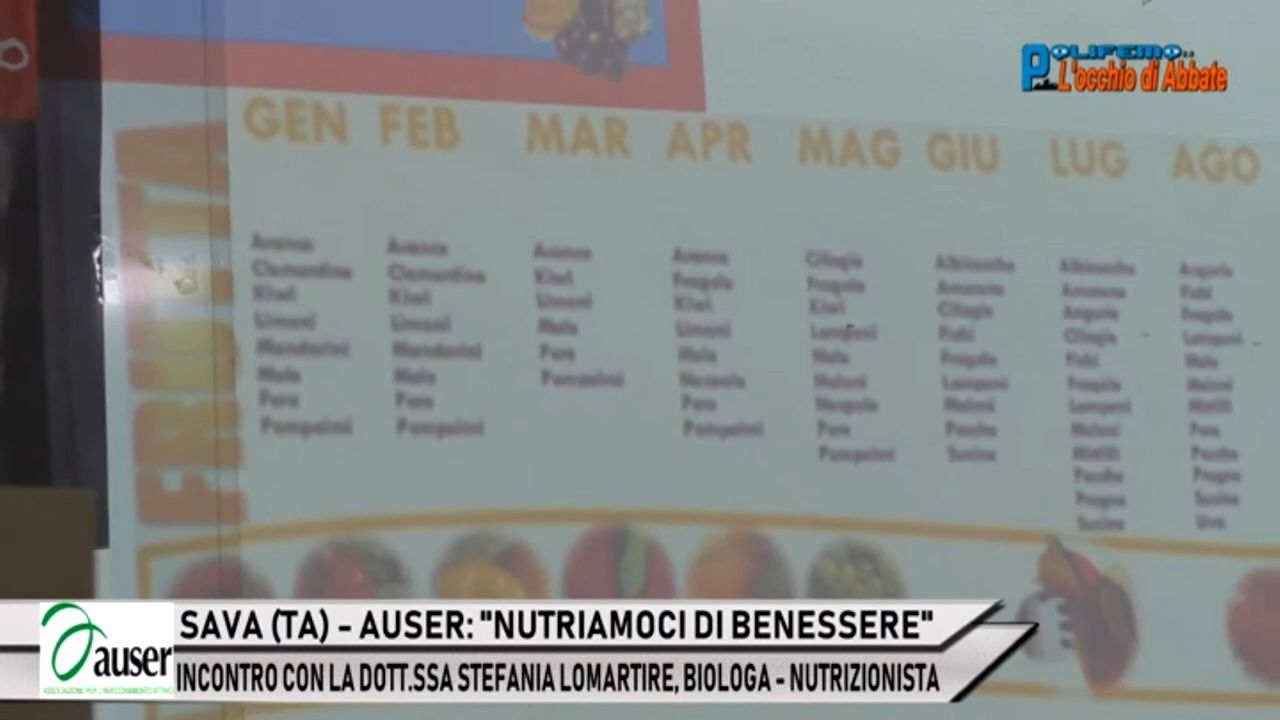 POLIFEMO 2.0
L'occhio di Abbate
GEN FEB MAR APR MAG GIU LUG AGO
FRUTTA
Arance Arance Arance Arance Ciliegie Albicocche Albicocche Anguria
Clementine Clementine Kiwi Fragole Fragole Amarene Amarene Fichi
Kiwi Kiwi Limoni Kiwi Kiwi Ciliegie Anguria Fragole
Limoni Limoni Mele Limoni Lamponi Fichi Ciliegie Lamponi
Mandarini Mandarini Pere Mele Mele Fragole Fichi Mele
Mele Mele Pompelmi Nespole Meloni Lamponi Fragole Meloni
Pere Pere Pere Nespole Meloni Lamponi Mirtilli
Pompelmi Pompelmi Pompelmi Pere Pesche Meloni Pere
Pompelmi Susine Mirtilli Pesche
Pesche Prugne
Prugne Susine
Susine Uva
auser
SAVA (TA) – AUSER: "NUTRIAMOCI DI BENESSERE"
INCONTRO CON LA DOTT.SSA STEFANIA LOMARTIRE, BIOLOGA - NUTRIZIONISTA